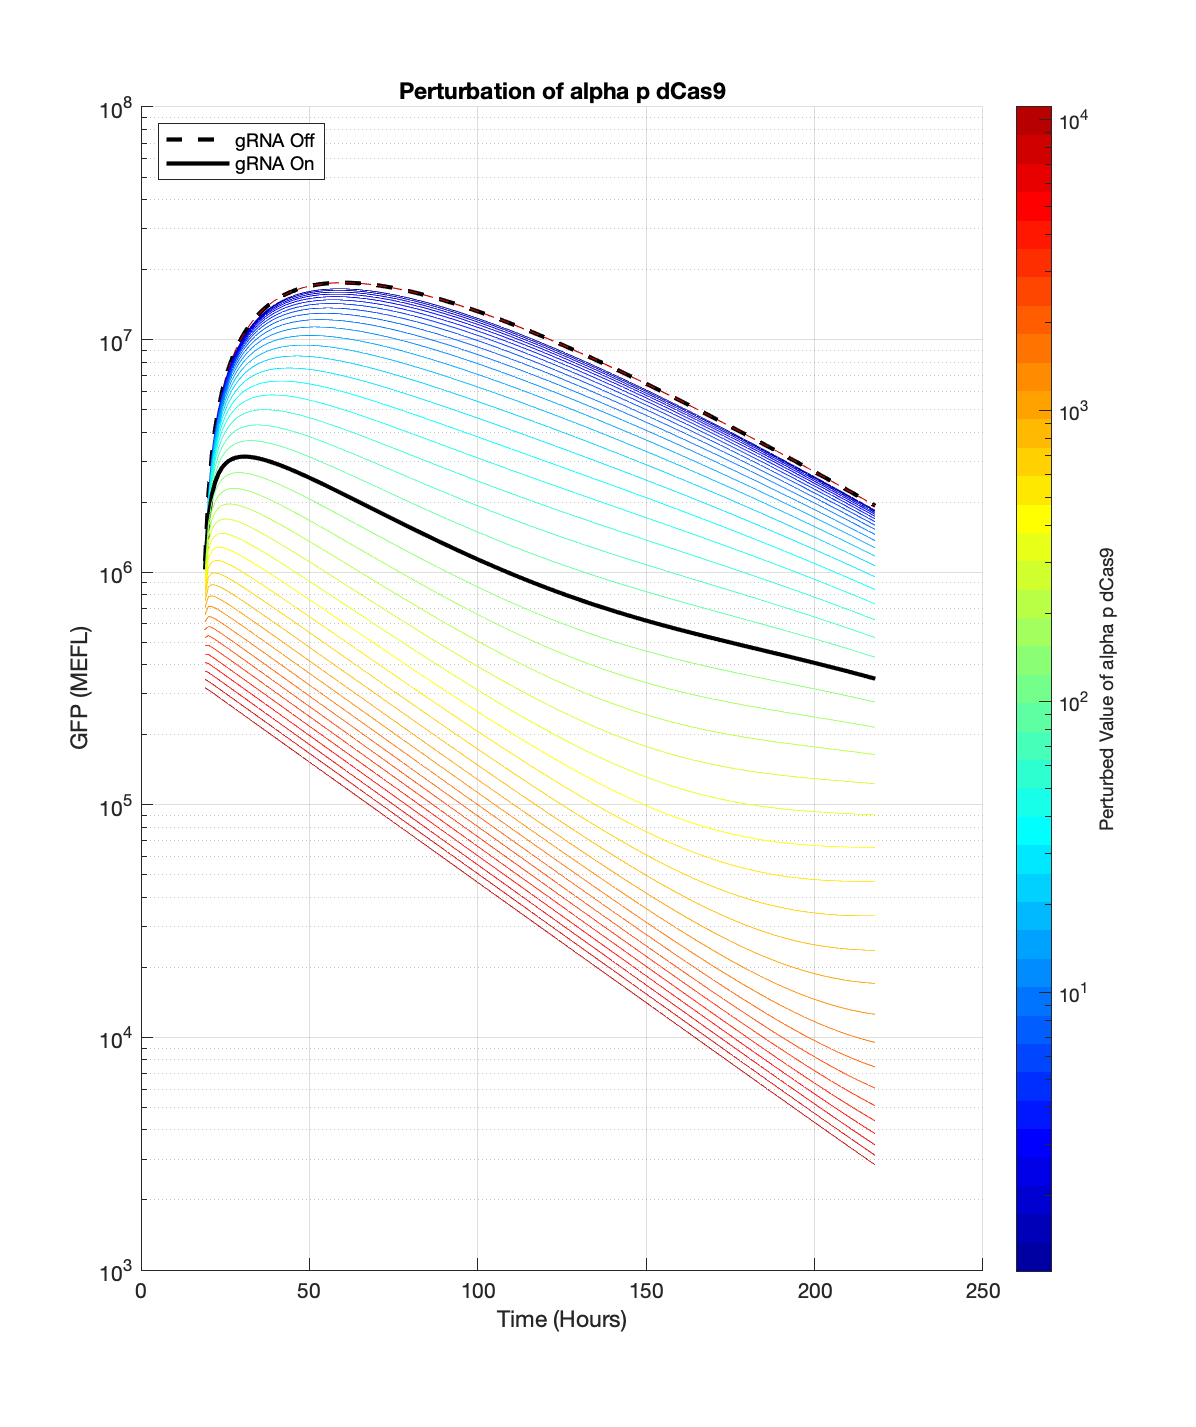 Perturbation of alpha p dCas9
gRNA Off
gRNA On
10^8
10^7
10^6
10^5
10^4
10^3
GFP (MEFL)
0 50 100 150 200 250
Time (Hours)
10^4
10^3
10^2
10^1
Perturbed Value of alpha p dCas9